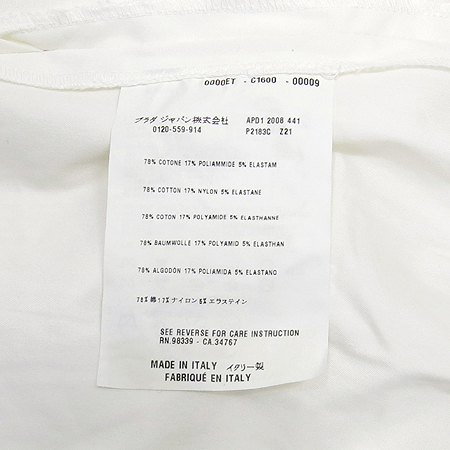 0000ET - C1600 - 00009
プラダ ジャパン株式会社 APD1 2008 441
0120-559-914 P2183C Z21
78% COTONE 17% POLIAMMIDE 5% ELASTAM
78% COTTON 17% NYLON 5% ELASTANE
78% COTON 17% POLYAMIDE 5% ELASTHANNE
78% BAUMWOLLE 17% POLYAMID 5% ELASTHAN
78% ALGODÓN 17% POLIAMIDA 5% ELASTANO
78% 綿 17% ナイロン 5% エラステイン
SEE REVERSE FOR CARE INSTRUCTION
RN.98339 - CA.34767
MADE IN ITALY イタリー製
FABRIQUÉ EN ITALY